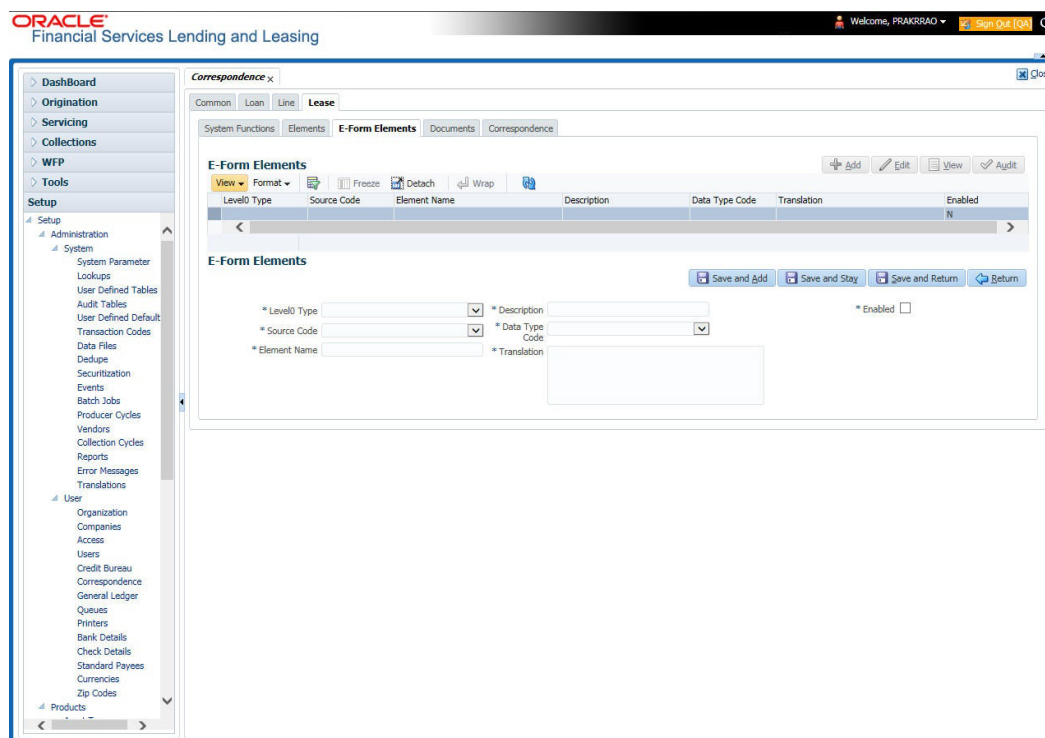 ORACLE
Welcome, PRAKRRAO
Sign Out [QA]
Financial Services Lending and Leasing
DashBoard
Origination
Servicing
Collections
WFP
Tools
Setup
Setup
Administration
System
System Parameter
Lookups
User Defined Tables
Audit Tables
User Defined Default
Transaction Codes
Data Files
Dedupe
Securitization
Events
Batch Jobs
Producer Cycles
Vendors
Collection Cycles
Reports
Error Messages
Translations
User
Organization
Companies
Access
Users
Credit Bureau
Correspondence
General Ledger
Queues
Printers
Bank Details
Check Details
Standard Payees
Currencies
Zip Codes
Products
Correspondence x
Clos
Common Loan Line Lease
System Functions Elements E-Form Elements Documents Correspondence
E-Form Elements
Add Edit View Audit
View Format Freeze Detach Wrap
Level0 Type Source Code Element Name Description Data Type Code Translation Enabled
N
E-Form Elements
Save and Add Save and Stay Save and Return Return
* Level0 Type * Description * Enabled
* Source Code * Data Type Code
* Element Name * Translation